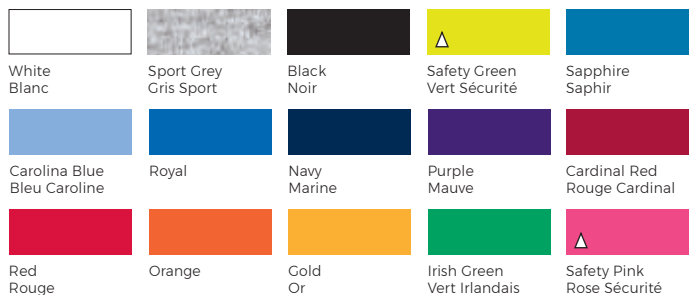 White
Blanc
Sport Grey
Gris Sport
Black
Noir
Safety Green
Vert Sécurité
Sapphire
Saphir
Carolina Blue
Bleu Caroline
Royal
Navy
Marine
Purple
Mauve
Cardinal Red
Rouge Cardinal
Red
Rouge
Orange
Gold
Or
Irish Green
Vert Irlandais
Safety Pink
Rose Sécurité